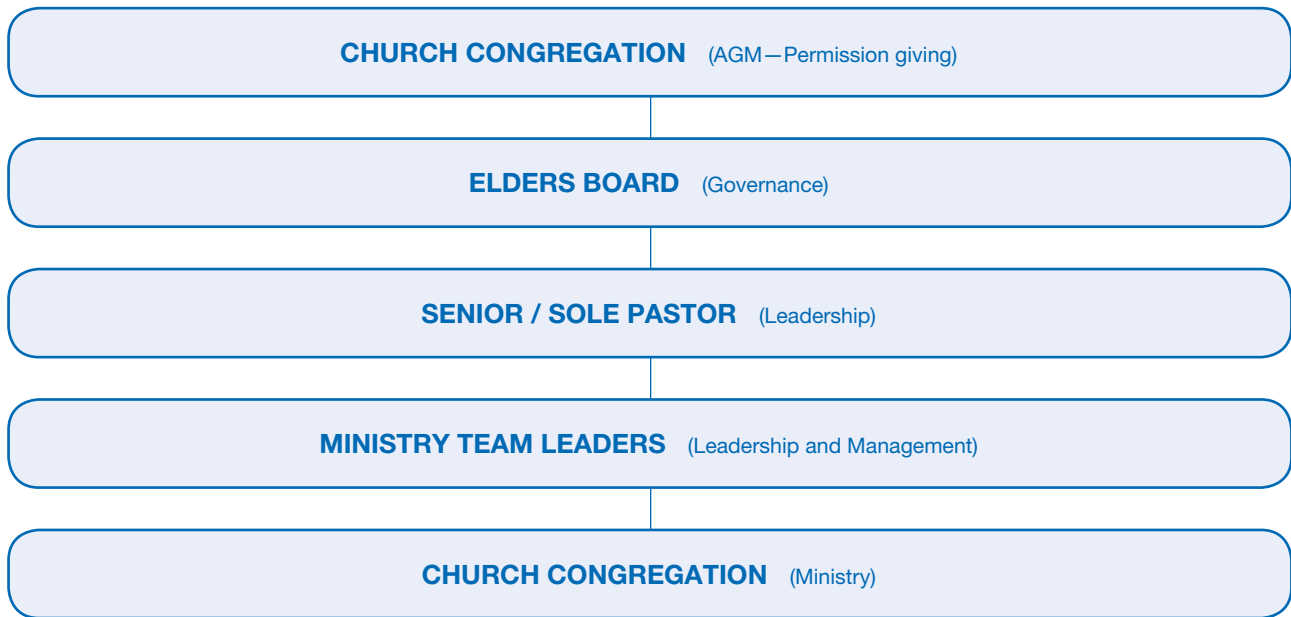 CHURCH CONGREGATION (AGM—Permission giving)
ELDERS BOARD (Governance)
SENIOR / SOLE PASTOR (Leadership)
MINISTRY TEAM LEADERS (Leadership and Management)
CHURCH CONGREGATION (Ministry)